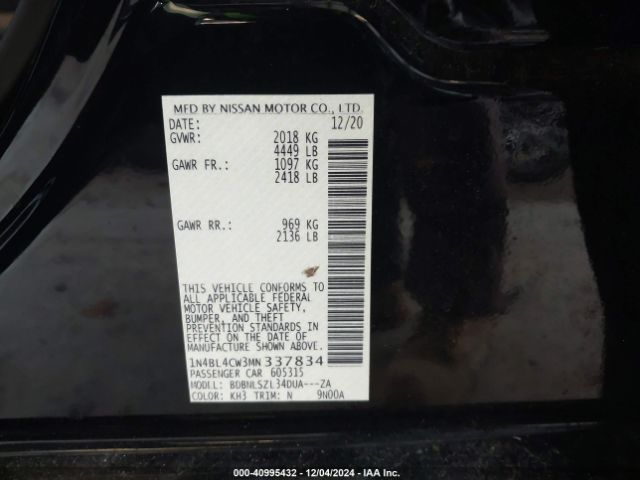 MFD BY NISSAN MOTOR CO., LTD.
DATE: 12/20
GVWR: 2018 KG
4449 LB
GAWR FR.: 1097 KG
2418 LB
GAWR RR.: 969 KG
2136 LB
THIS VEHICLE CONFORMS TO
ALL APPLICABLE FEDERAL
MOTOR VEHICLE SAFETY,
BUMPER, AND THEFT
PREVENTION STANDARDS IN
EFFECT ON THE DATE OF
MANUFACTURE SHOWN ABOVE.
1N4BL4CW3MN337834
PASSENGER CAR 605315
MODEL: BDBNLSZL34DUA---ZA
COLOR: KH3 TRIM: N 9N00A
000-40995432 - 12/04/2024 - IAA Inc.